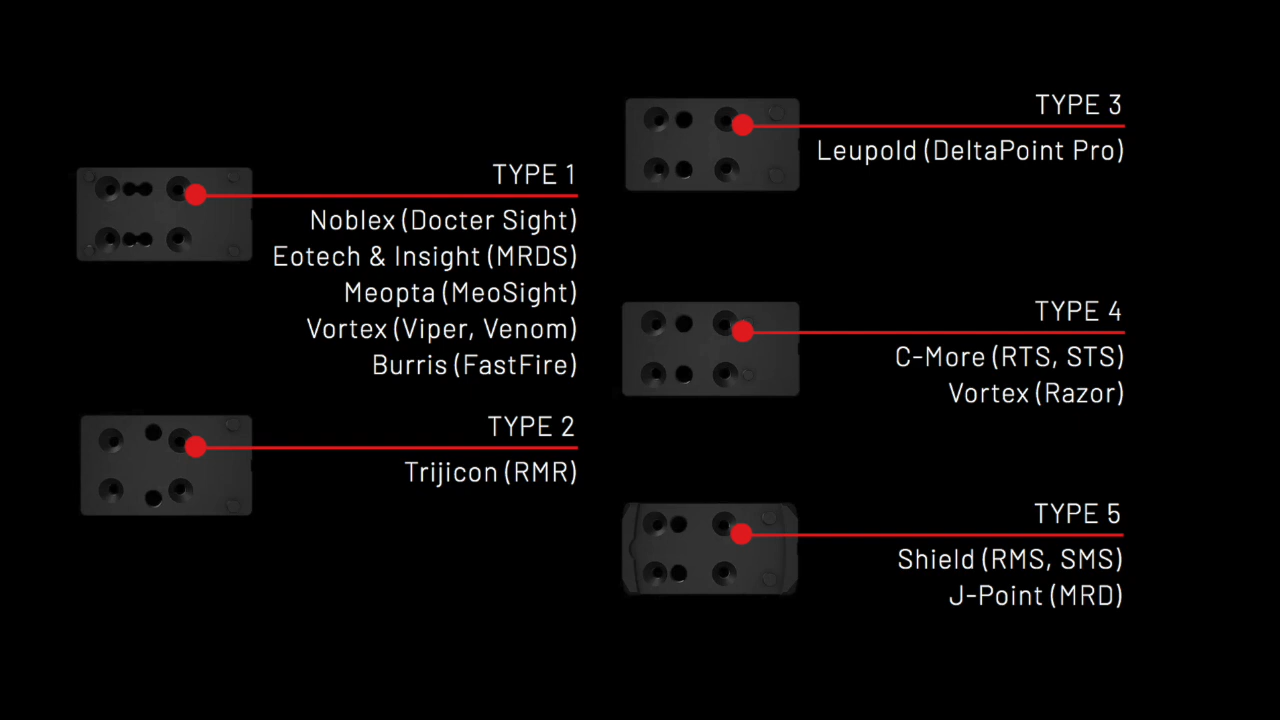 TYPE 1
Noblex (Docter Sight)
Eotech & Insight (MRDS)
Meopta (MeoSight)
Vortex (Viper, Venom)
Burris (FastFire)
TYPE 2
Trijicon (RMR)
TYPE 3
Leupold (DeltaPoint Pro)
TYPE 4
C-More (RTS, STS)
Vortex (Razor)
TYPE 5
Shield (RMS, SMS)
J-Point (MRD)